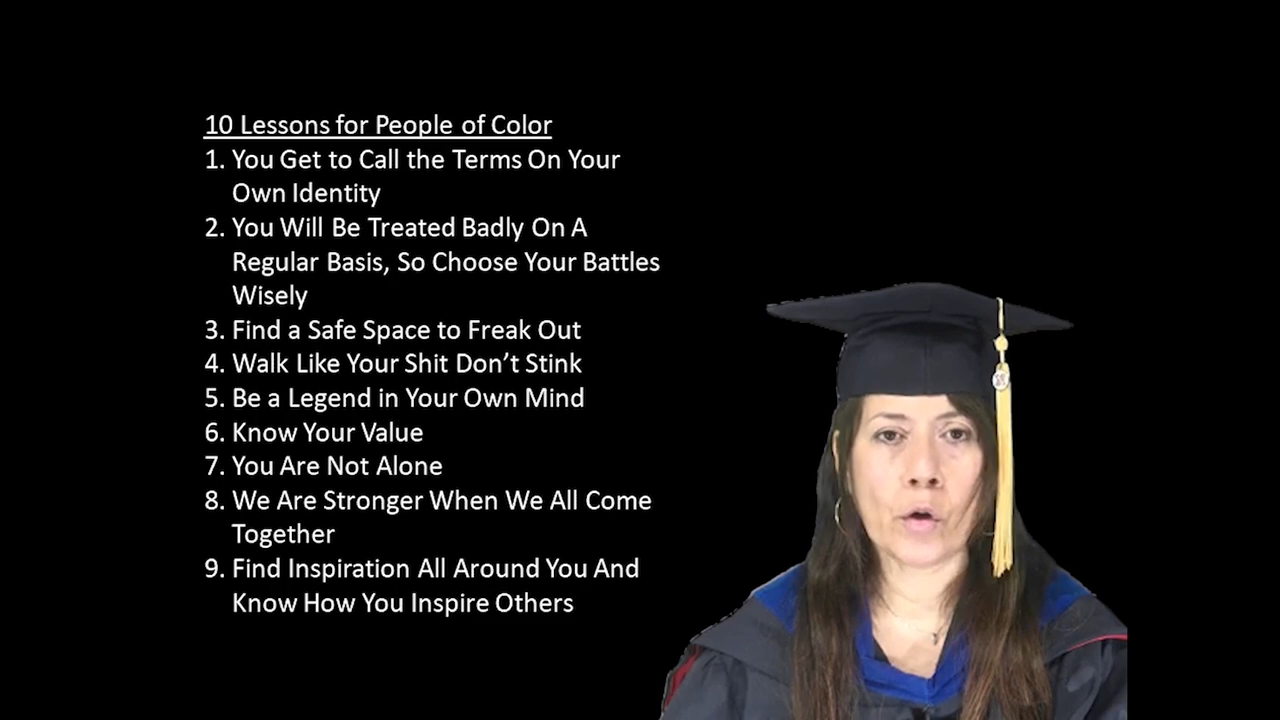 10 Lessons for People of Color
1. You Get to Call the Terms On Your
Own Identity
2. You Will Be Treated Badly On A
Regular Basis, So Choose Your Battles
Wisely
3. Find a Safe Space to Freak Out
4. Walk Like Your Shit Don’t Stink
5. Be a Legend in Your Own Mind
6. Know Your Value
7. You Are Not Alone
8. We Are Stronger When We All Come
Together
9. Find Inspiration All Around You And
Know How You Inspire Others